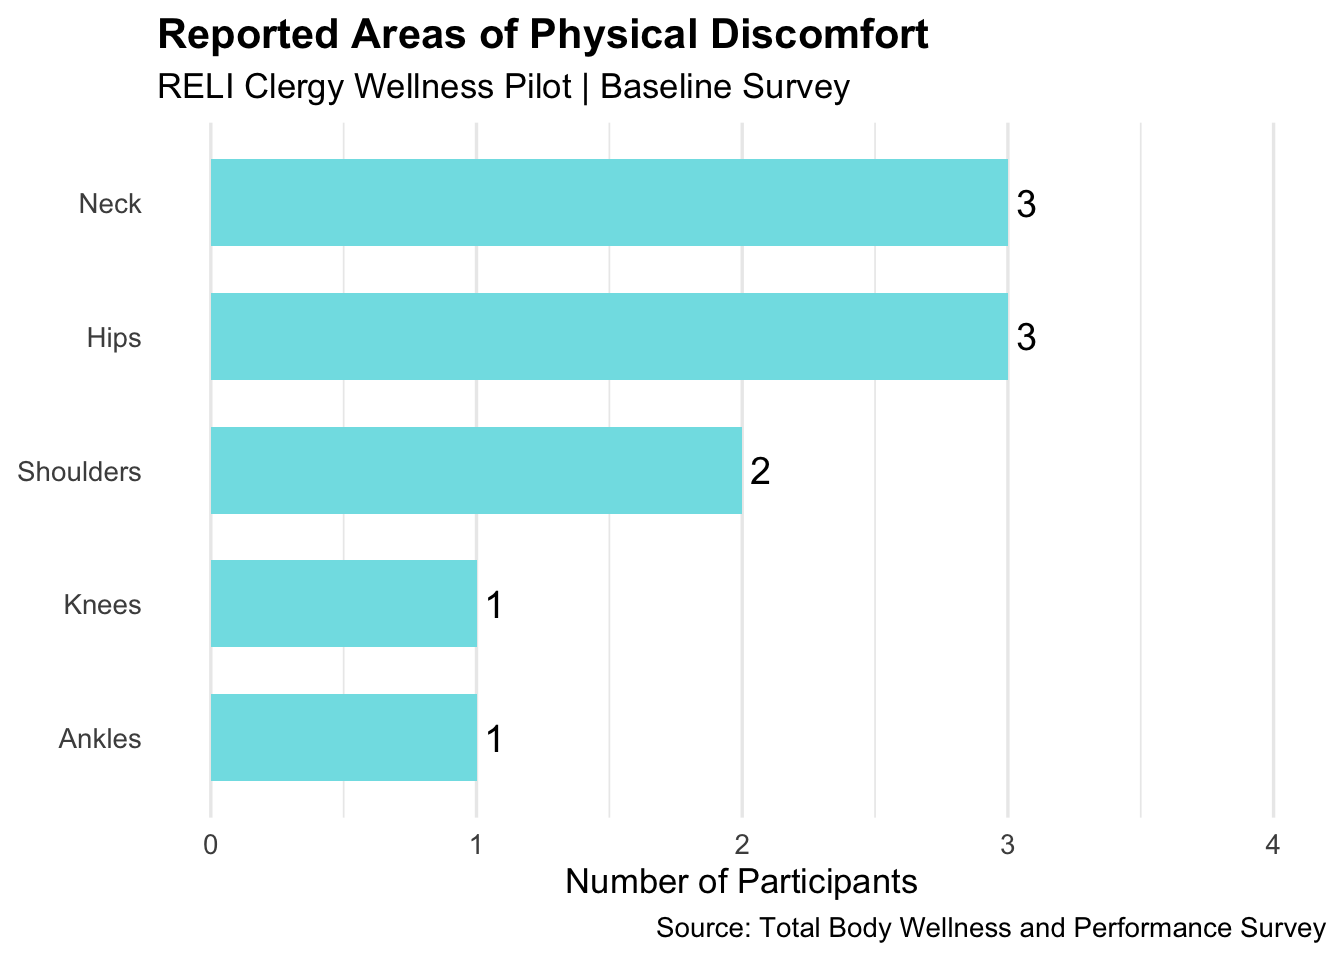 Reported Areas of Physical Discomfort
RELI Clergy Wellness Pilot | Baseline Survey
Neck 3
Hips 3
Shoulders 2
Knees 1
Ankles 1
0 1 2 3 4
Number of Participants
Source: Total Body Wellness and Performance Survey